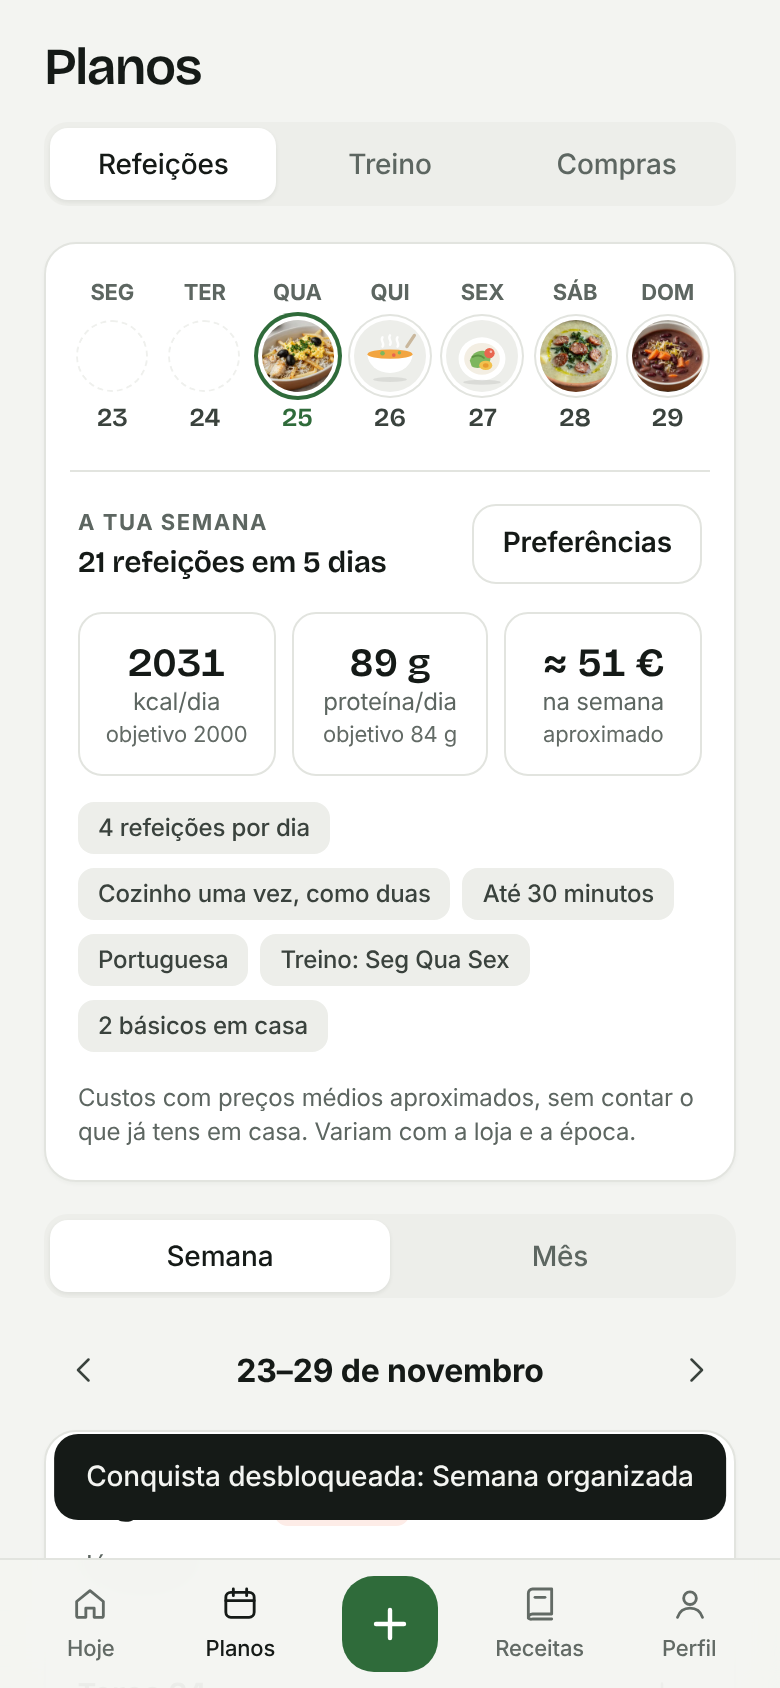 Planos
Refeições Treino Compras
SEG TER QUA QUI SEX SÁB DOM
23 24 25 26 27 28 29
A TUA SEMANA
21 refeições em 5 dias
Preferências
2031 89 g ≈ 51 €
kcal/dia proteína/dia na semana
objetivo 2000 objetivo 84 g aproximado
4 refeições por dia
Cozinho uma vez, como duas Até 30 minutos
Portuguesa Treino: Seg Qua Sex
2 básicos em casa
Custos com preços médios aproximados, sem contar o
que já tens em casa. Variam com a loja e a época.
Semana Mês
23–29 de novembro
Conquista desbloqueada: Semana organizada
Hoje Planos Receitas Perfil